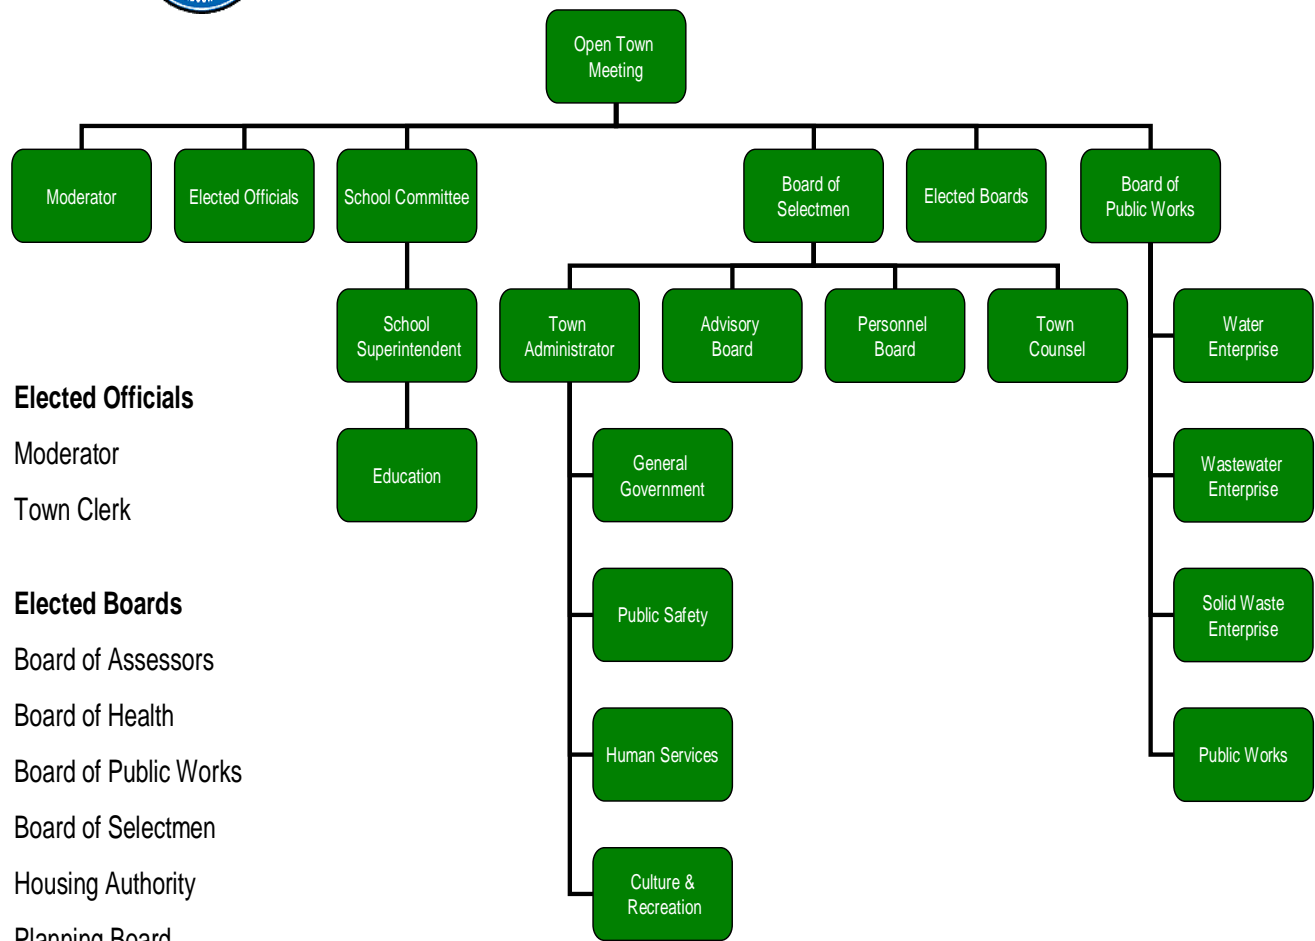 Open Town
Meeting
Moderator
Elected Officials
School Committee
Board of
Selectmen
Elected Boards
Board of
Public Works
School
Superintendent
Town
Administrator
Advisory
Board
Personnel
Board
Town
Counsel
Water
Enterprise
Education
General
Government
Wastewater
Enterprise
Public Safety
Solid Waste
Enterprise
Human Services
Public Works
Culture &
Recreation
Elected Officials
Moderator
Town Clerk
Elected Boards
Board of Assessors
Board of Health
Board of Public Works
Board of Selectmen
Housing Authority
Planning Board